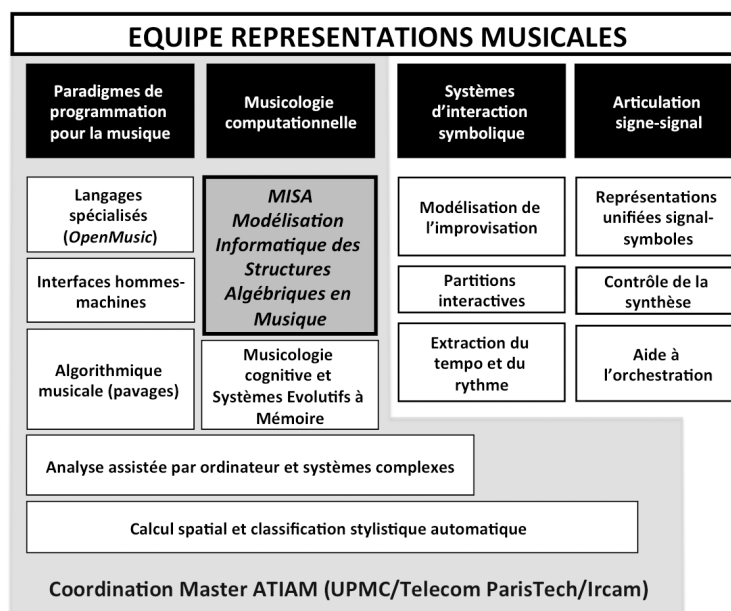 EQUIPE REPRESENTATIONS MUSICALES
Paradigmes de
programmation
pour la musique
Musicologie
computationnelle
Systèmes
d'interaction
symbolique
Articulation
signe-signal
Langages
spécialisés
(OpenMusic)
Interfaces hommes-
machines
Algorithmique
musicale (pavages)
MISA
Modélisation
Informatique des
Structures
Algébriques en
Musique
Musicologie
cognitive et
Systèmes Evolutifs à
Mémoire
Modélisation de
l'improvisation
Partitions
interactives
Extraction du
tempo et du
rythme
Représentations
unifiées signal-
symboles
Contrôle de la
synthèse
Aide à
l'orchestration
Analyse assistée par ordinateur et systèmes complexes
Calcul spatial et classification stylistique automatique
Coordination Master ATIAM (UPMC/Telecom ParisTech/Ircam)